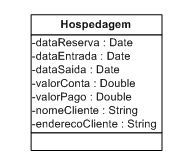 Hospedagem
-dataReserva : Date
-dataEntrada : Date
-dataSaida : Date
-valorConta : Double
-valorPago : Double
-nomeCliente : String
-enderecoCliente : String